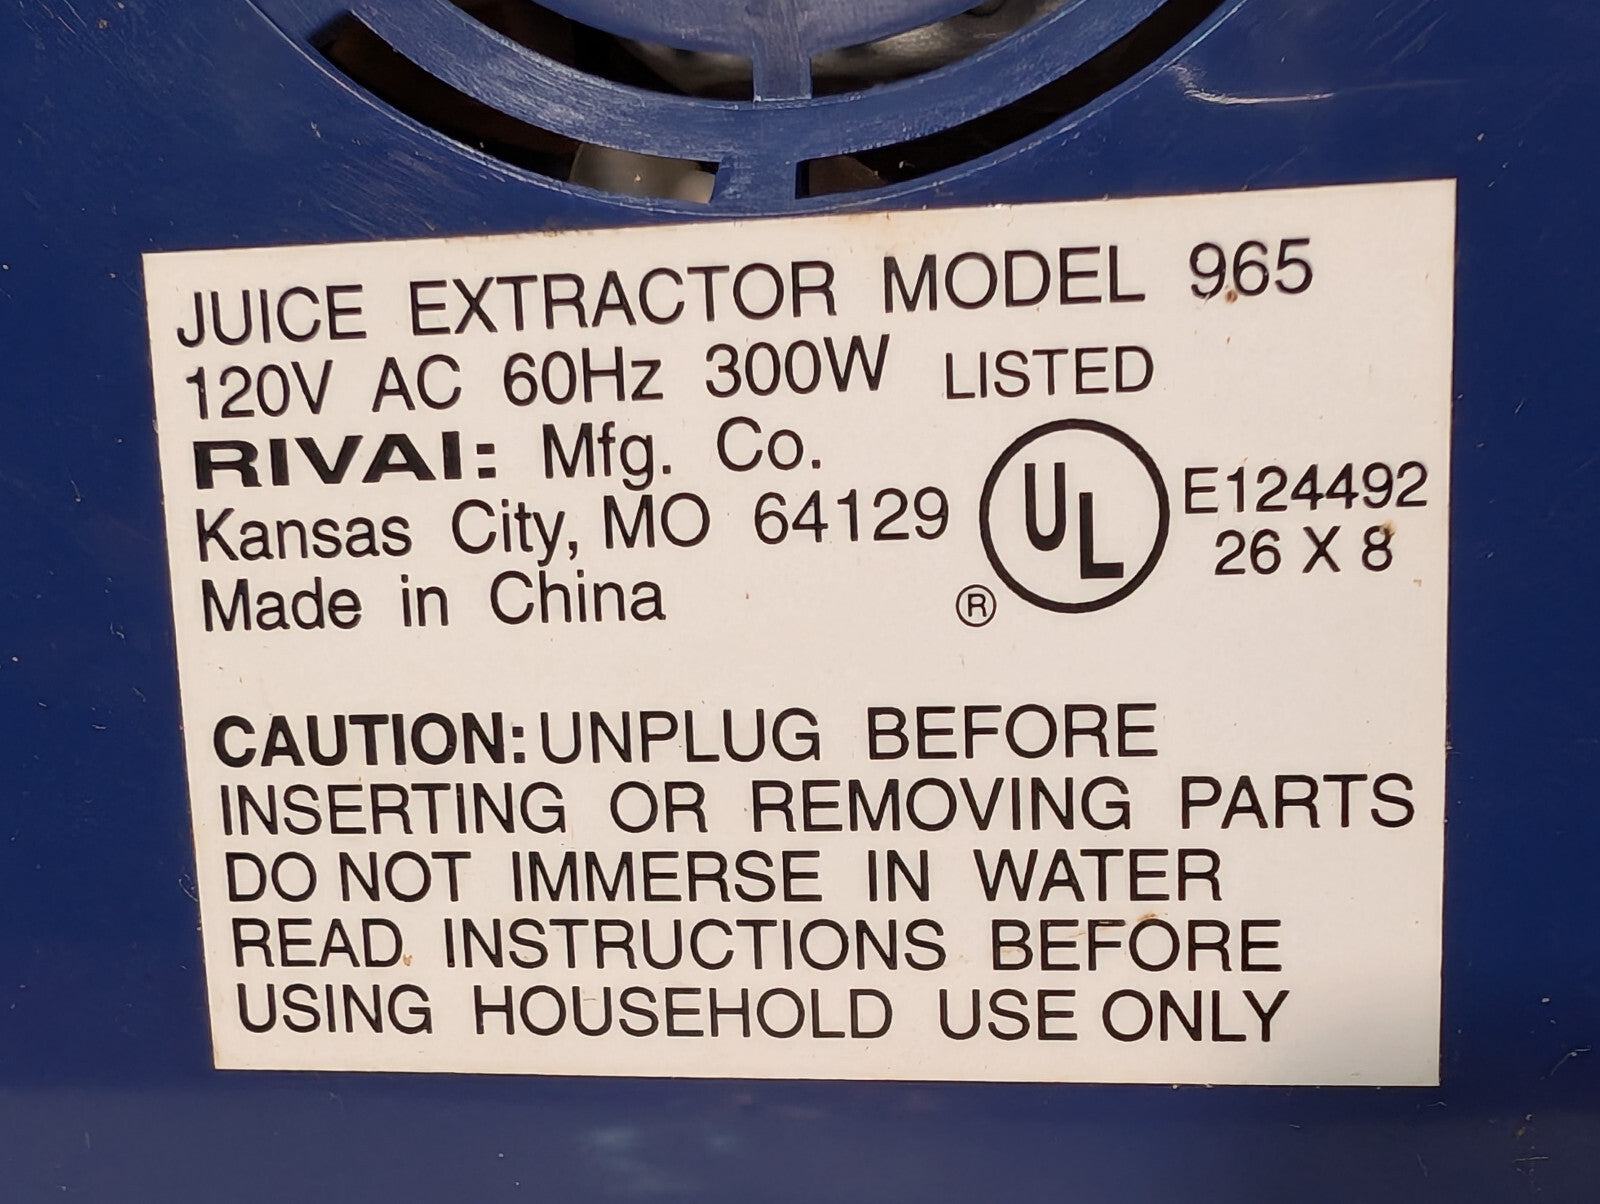 JUICE EXTRACTOR MODEL 965
120V AC 60Hz 300W LISTED
RIVAL® Mfg. Co.
Kansas City, MO 64129
UL
E124492
26 X 8
Made in China
®
CAUTION: UNPLUG BEFORE
INSERTING OR REMOVING PARTS
DO NOT IMMERSE IN WATER
READ INSTRUCTIONS BEFORE
USING HOUSEHOLD USE ONLY